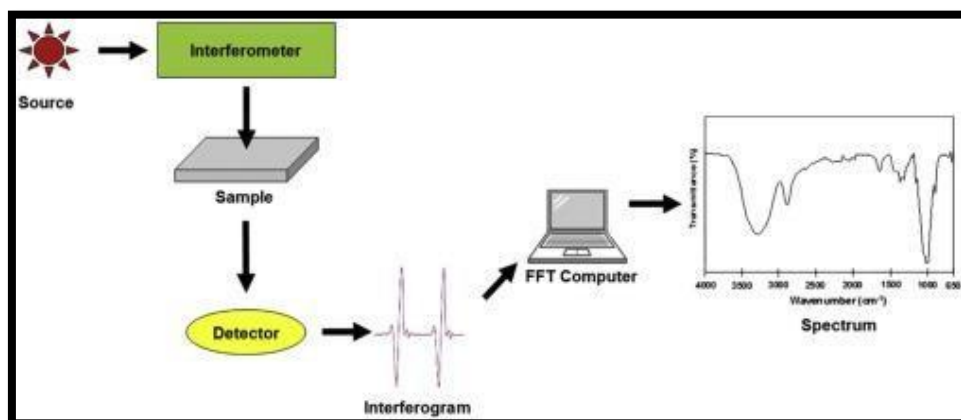 Source
Interferometer
Sample
Detector
Interferogram
FFT Computer
Transmittance [%]
4000 3500 3000 2500 2000 1500 1000 650
Wavenumber (cm-1)
Spectrum